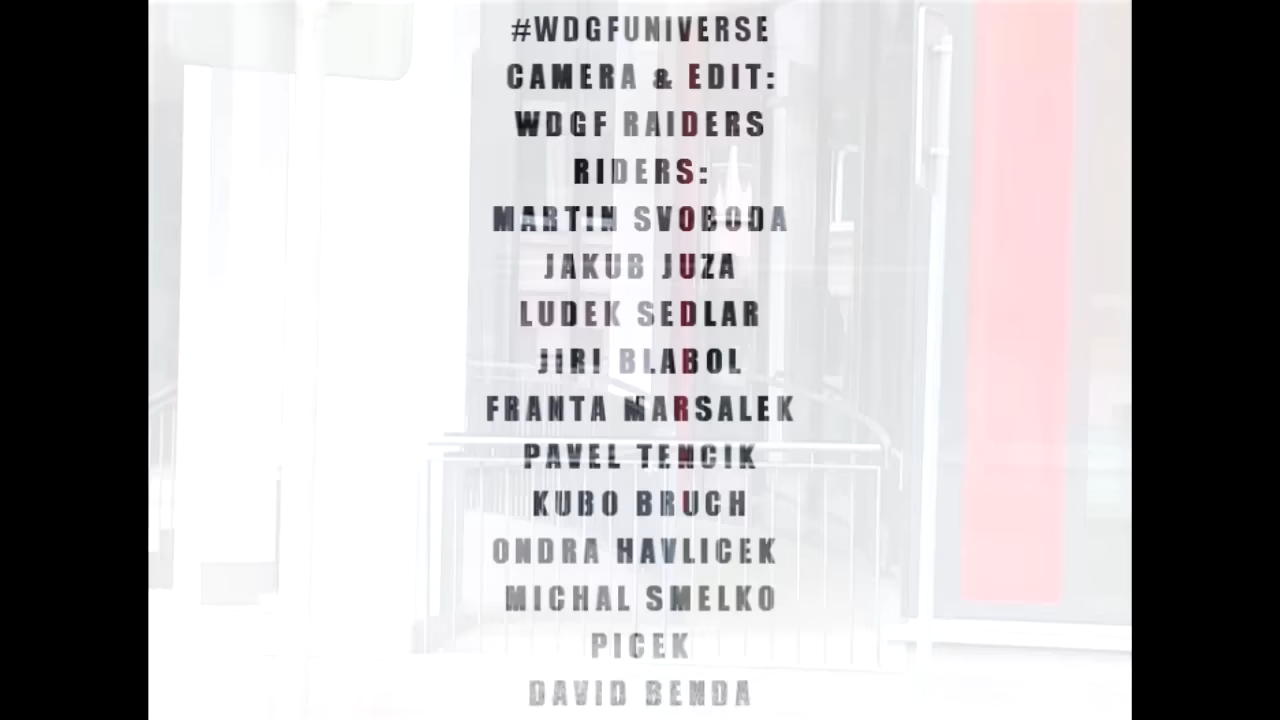 #WDGFUNIVERSE
CAMERA & EDIT:
WDGF RAIDERS
RIDERS:
MARTIN SVOBODA
JAKUB JUZA
LUDEK SEDLAR
JIRI BLABOL
FRANTA MARSALEK
PAVEL TENCIK
KUBO BRUCH
ONDRA HAVLICEK
MICHAL SMELKO
PICEK
DAVID BENDA